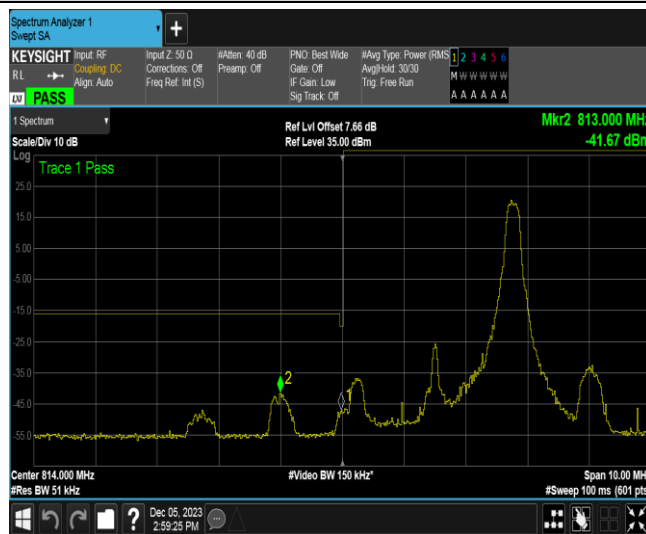 Spectrum Analyzer 1
Swept SA
+
KEYSIGHT Input: RF Input Z: 50 Ω #Atten: 40 dB PNO: Best Wide #Avg Type: Power (RMS 1 2 3 4 5 6
RL Coupling: DC Corrections: Off Preamp: Off Gate: Off Avg|Hold: 30/30 M W W W W W
Align: Auto Freq Ref: Int (S) IF Gain: Low Trig: Free Run
LXI PASS Sig Track: Off A A A A A A
1 Spectrum Ref Lvl Offset 7.66 dB Mkr2 813.000 MHz
Scale/Div 10 dB Ref Level 35.00 dBm -41.67 dBm
Log Trace 1 Pass
25.0
15.0
5.00
-5.00
-15.0
-25.0
-35.0
2
1
-45.0
-55.0
Center 814.000 MHz #Video BW 150 kHz* Span 10.00 MH
#Res BW 51 kHz #Sweep 100 ms (601 pts
? Dec 05, 2023
2:59:25 PM